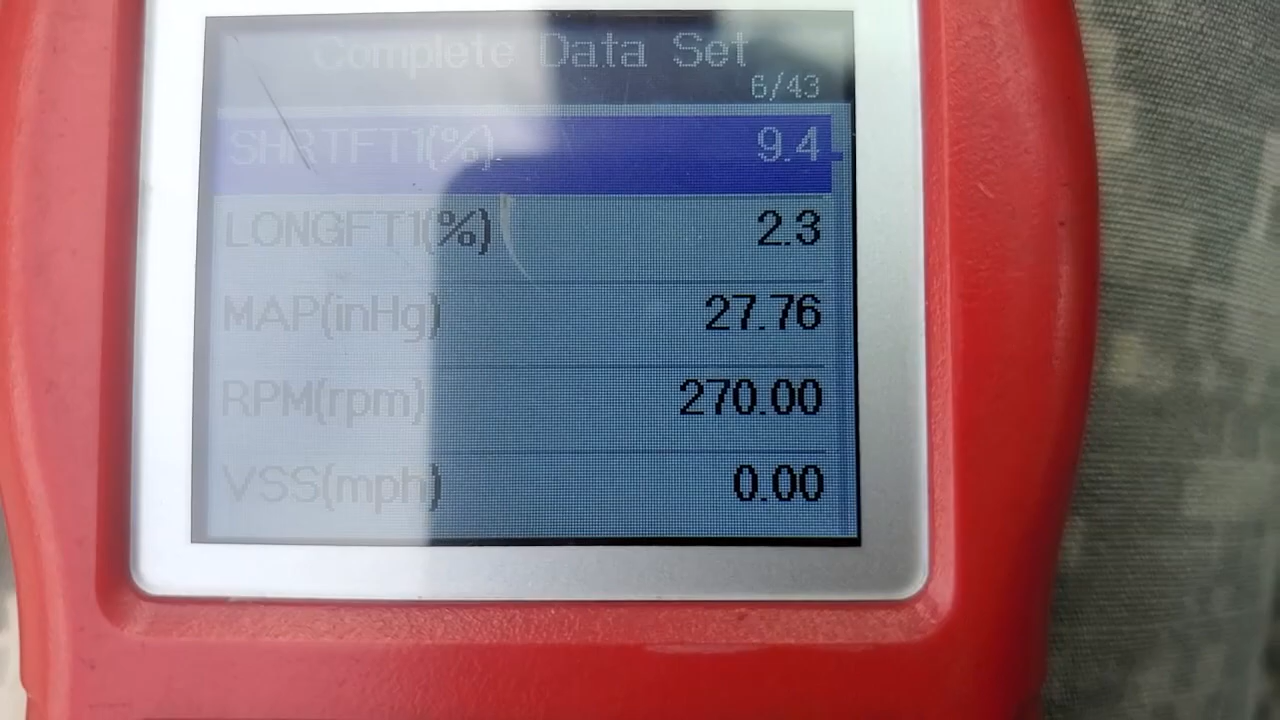 Complete Data Set
6/43
SHRTFT1(%) 9.4
LONGFT1(%) 2.3
MAP(inHg) 27.76
RPM(rpm) 270.00
VSS(mph) 0.00